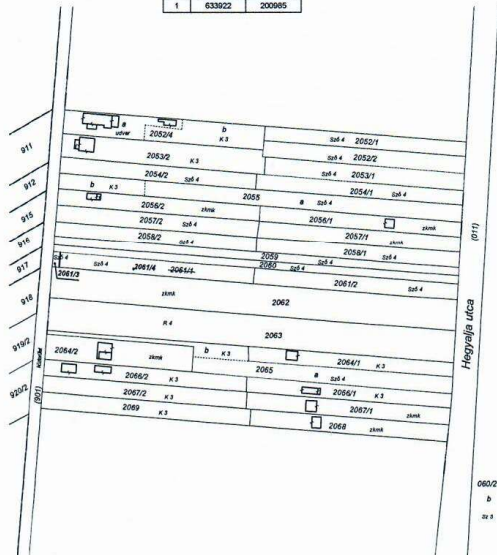 1 633922 200985
a
udvar
2052/4
b
K 3
Sző 4 2052/1
2053/2 K 3
Sző 4 2052/2
2054/2 Sző 4
Sző 4 2053/1
2055
2054/1 Sző 4
b K 3
a Sző 4
2056/2 zkmk
2056/1 zkmk
2057/2 Sző 4
2057/1 zkmk
2058/2 Sző 4
2058/1 Sző 4
2059 Sző 4
2060 Sző 4
Sző 4
2061/3
Sző 4
2061/4
2061/1
2061/2
zkmk
2062
R 4
2063
2064/2 zkmk
b K 3
2064/1 K 3
2065
a Sző 4
2066/2 K 3
2066/1 K 3
2067/2 K 3
2067/1 zkmk
2069 K 3
2068 zkmk
911
912
915
916
917
918
919/2
920/2
(901)
(011)
Hegyalja utca
060/2
b
Sz 3